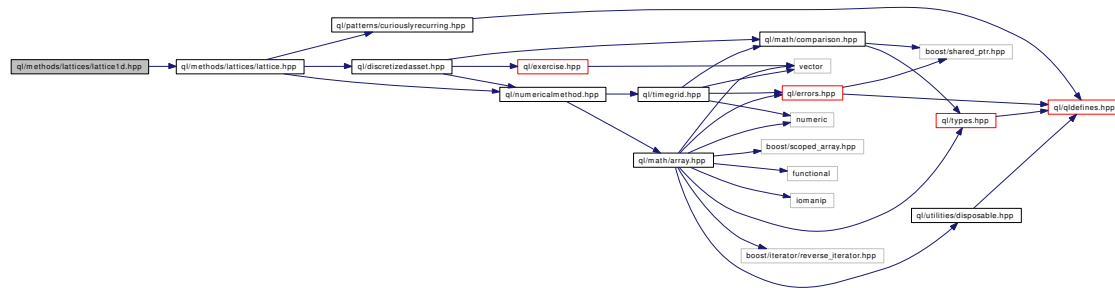 ql/patterns/curiouslyrecurring.hpp
ql/math/comparison.hpp
boost/shared_ptr.hpp
ql/methods/lattices/lattice1d.hpp
ql/methods/lattices/lattice.hpp
ql/discretizedasset.hpp
ql/exercise.hpp
vector
ql/numericalmethod.hpp
ql/timegrid.hpp
ql/errors.hpp
ql/qldefines.hpp
numeric
ql/types.hpp
boost/scoped_array.hpp
ql/math/array.hpp
functional
iomanip
ql/utilities/disposable.hpp
boost/iterator/reverse_iterator.hpp